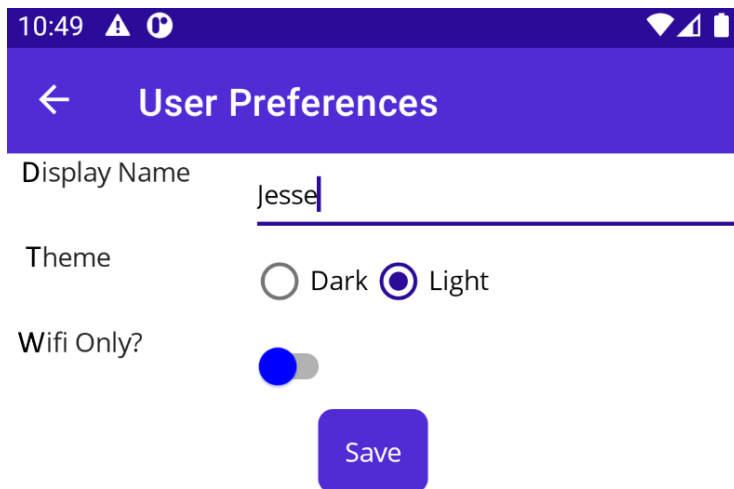 10:49
User Preferences
Display Name
Jesse
Theme
Dark Light
Wifi Only?
Save